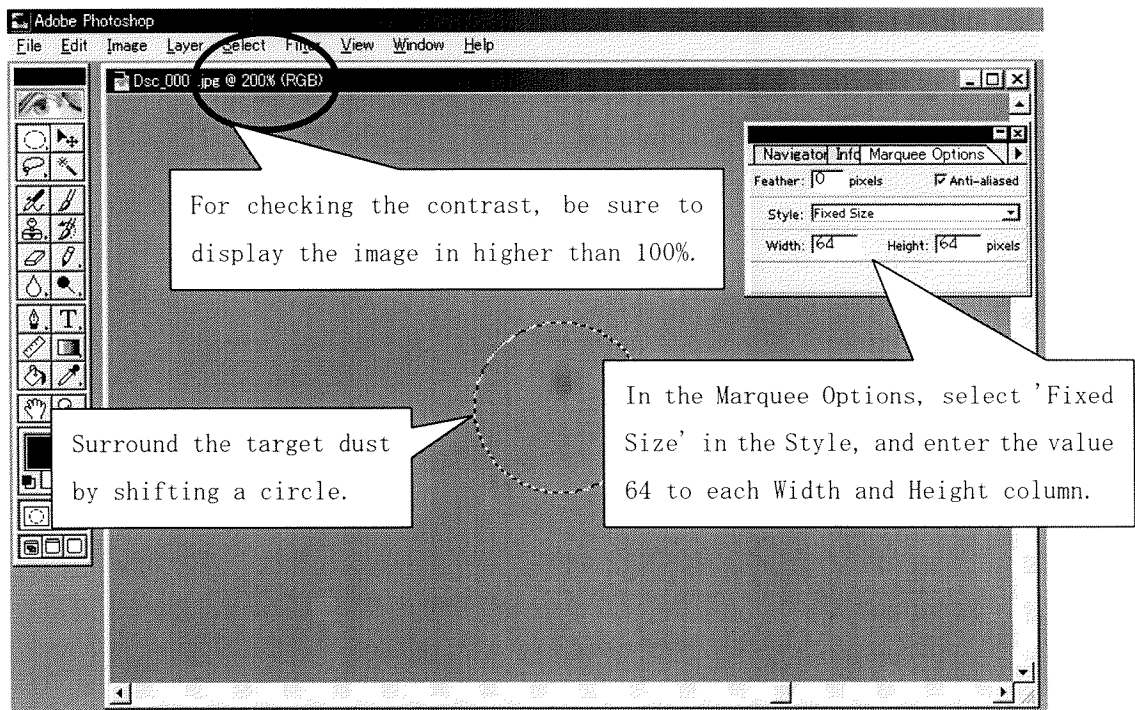 Adobe Photoshop
File Edit Image Layer Select Filter View Window Help
Dsc_000 .jpg @ 200% (RGB)
Navigator Info Marquee Options
Feather: 0 pixels Anti-aliased
Style: Fixed Size
Width: 64 Height: 64 pixels
For checking the contrast, be sure to
display the image in higher than 100%.
In the Marquee Options, select 'Fixed
Size' in the Style, and enter the value
64 to each Width and Height column.
Surround the target dust
by shifting a circle.